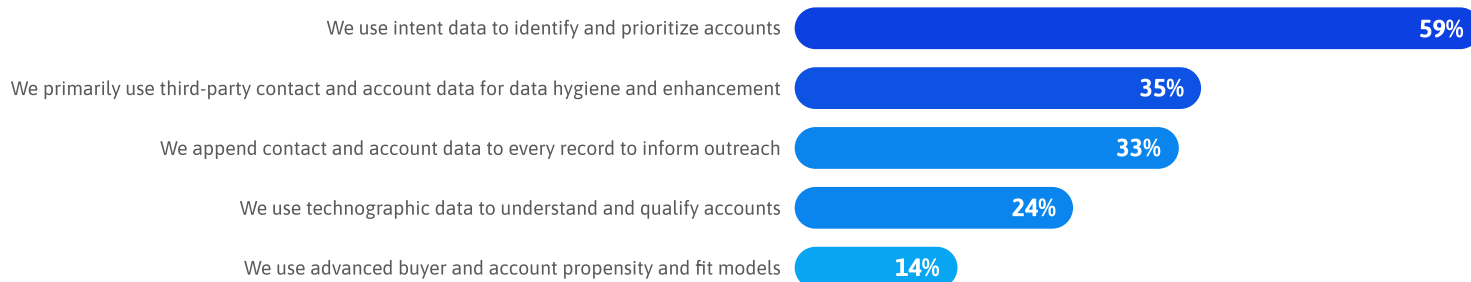 We use intent data to identify and prioritize accounts 59%
We primarily use third-party contact and account data for data hygiene and enhancement 35%
We append contact and account data to every record to inform outreach 33%
We use technographic data to understand and qualify accounts 24%
We use advanced buyer and account propensity and fit models 14%